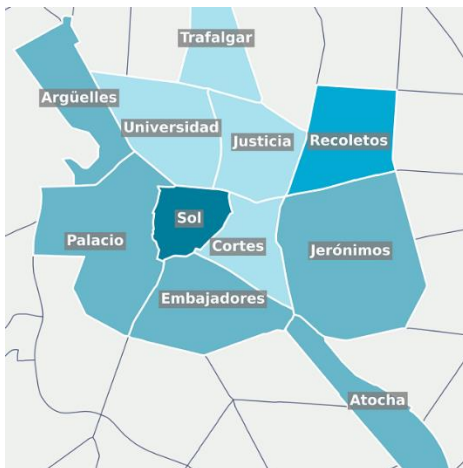 Trafalgar
Argüelles
Universidad
Justicia
Recoletos
Sol
Palacio
Cortes
Jerónimos
Embajadores
Atocha